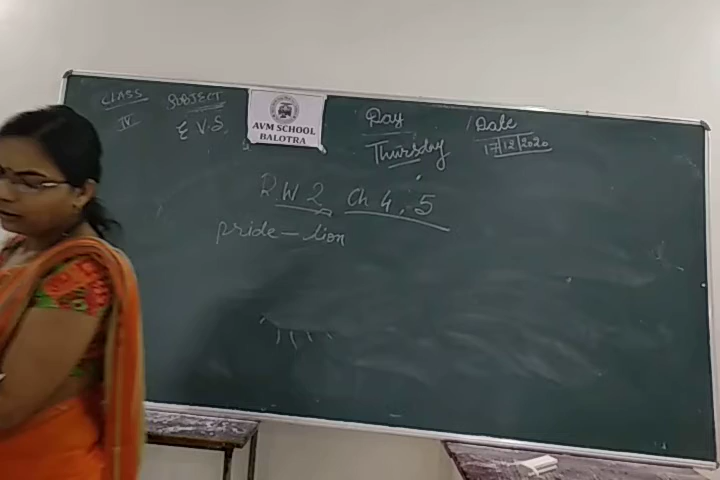 CLASS SUBJECT
IV E V.S.
AVM SCHOOL
BALOTRA
Day
Thursday
Date
17/12/2020
R.W 2, Ch 4, 5
pride - lion